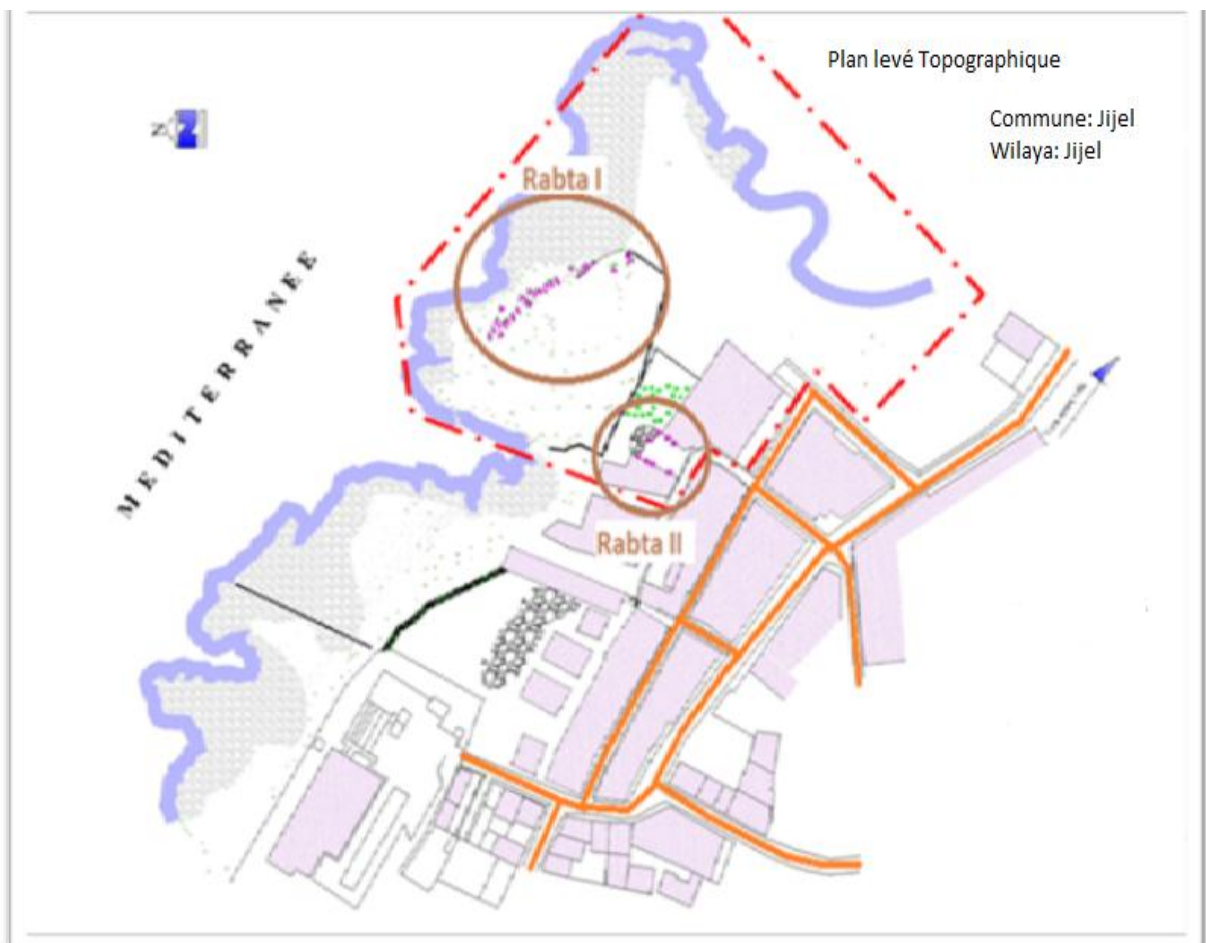 Plan levé Topographique
Commune: Jijel
Wilaya: Jijel
N
Rabta I
MEDITERRANEE
Rabta II